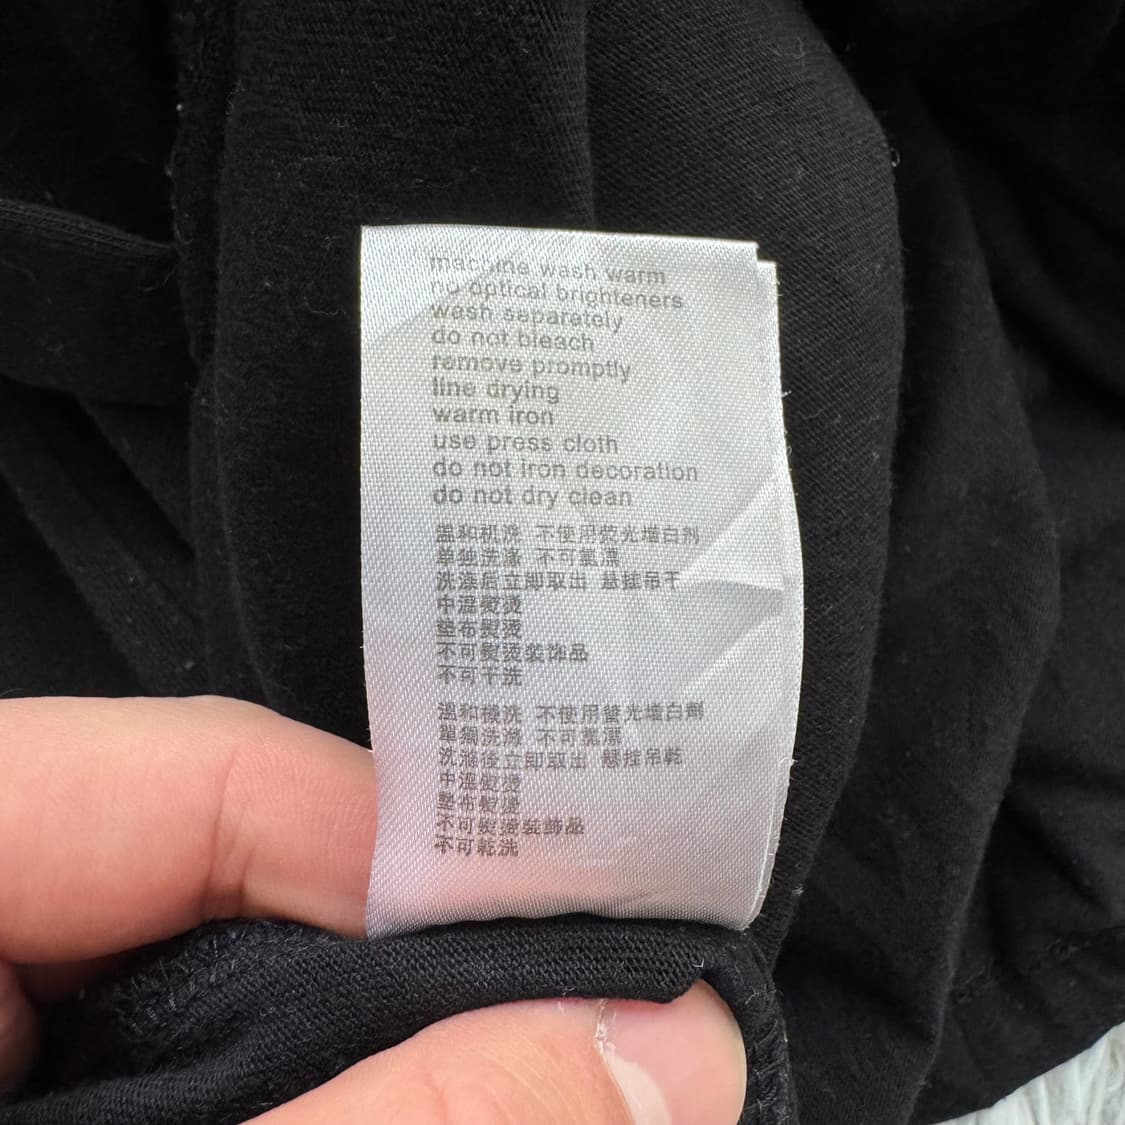 machine wash warm
no optical brighteners
wash separately
do not bleach
remove promptly
line drying
warm iron
use press cloth
do not iron decoration
do not dry clean
温和机洗 不使用荧光增白剂
单独洗涤 不可氯漂
洗涤后立即取出 悬挂吊干
中温熨烫
垫布熨烫
不可熨烫装饰品
不可干洗
溫和機洗 不使用螢光增白劑
單獨洗滌 不可氯漂
洗滌後立即取出 懸挂吊乾
中溫熨燙
墊布熨燙
不可熨燙裝飾品
不可乾洗